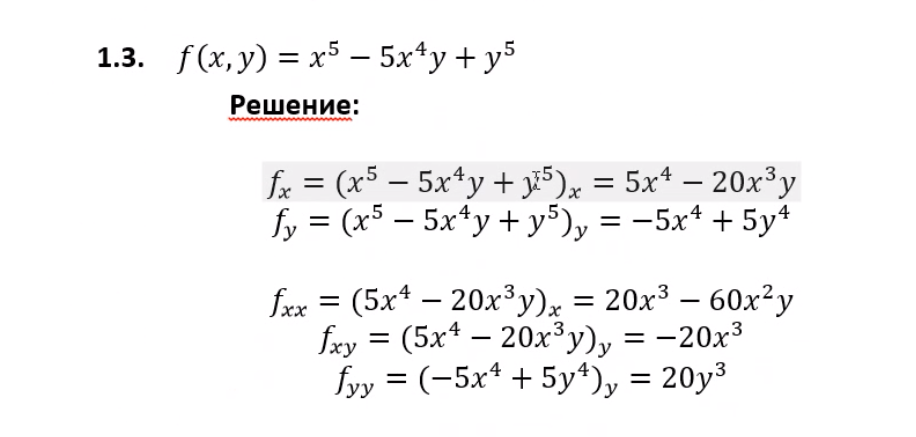 1.3. f(x, y) = x⁵ − 5x⁴y + y⁵
Решение:
fₓ = (x⁵ − 5x⁴y + y⁵)ₓ = 5x⁴ − 20x³y
f_y = (x⁵ − 5x⁴y + y⁵)_y = −5x⁴ + 5y⁴
fₓₓ = (5x⁴ − 20x³y)ₓ = 20x³ − 60x²y
f_xy = (5x⁴ − 20x³y)_y = −20x³
f_yy = (−5x⁴ + 5y⁴)_y = 20y³